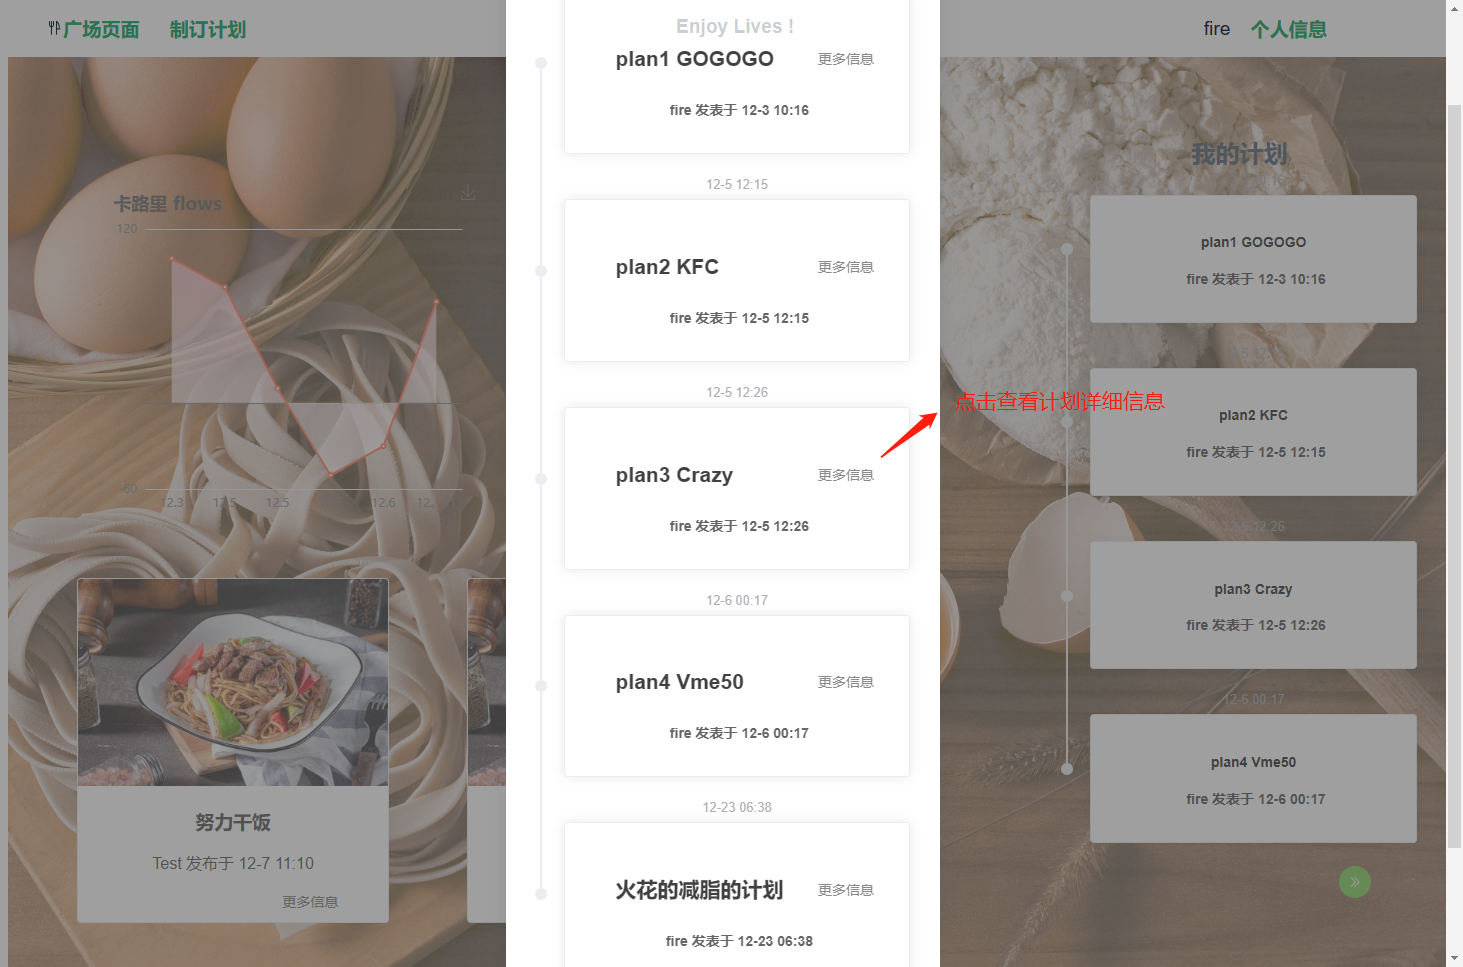 广场页面
制订计划
fire
个人信息
Enjoy Lives !
plan1 GOGOGO
更多信息
fire 发表于 12-3 10:16
12-5 12:15
plan2 KFC
更多信息
fire 发表于 12-5 12:15
12-5 12:26
plan3 Crazy
更多信息
fire 发表于 12-5 12:26
12-6 00:17
plan4 Vme50
更多信息
fire 发表于 12-6 00:17
12-23 06:38
火花的减脂的计划
更多信息
fire 发表于 12-23 06:38
点击查看计划详细信息
卡路里 flows
120
12.3
12.5
12.6
努力干饭
Test 发布于 12-7 11:10
更多信息
我的计划
plan1 GOGOGO
fire 发表于 12-3 10:16
plan2 KFC
fire 发表于 12-5 12:15
12-5 12:26
plan3 Crazy
fire 发表于 12-5 12:26
12-6 00:17
plan4 Vme50
fire 发表于 12-6 00:17